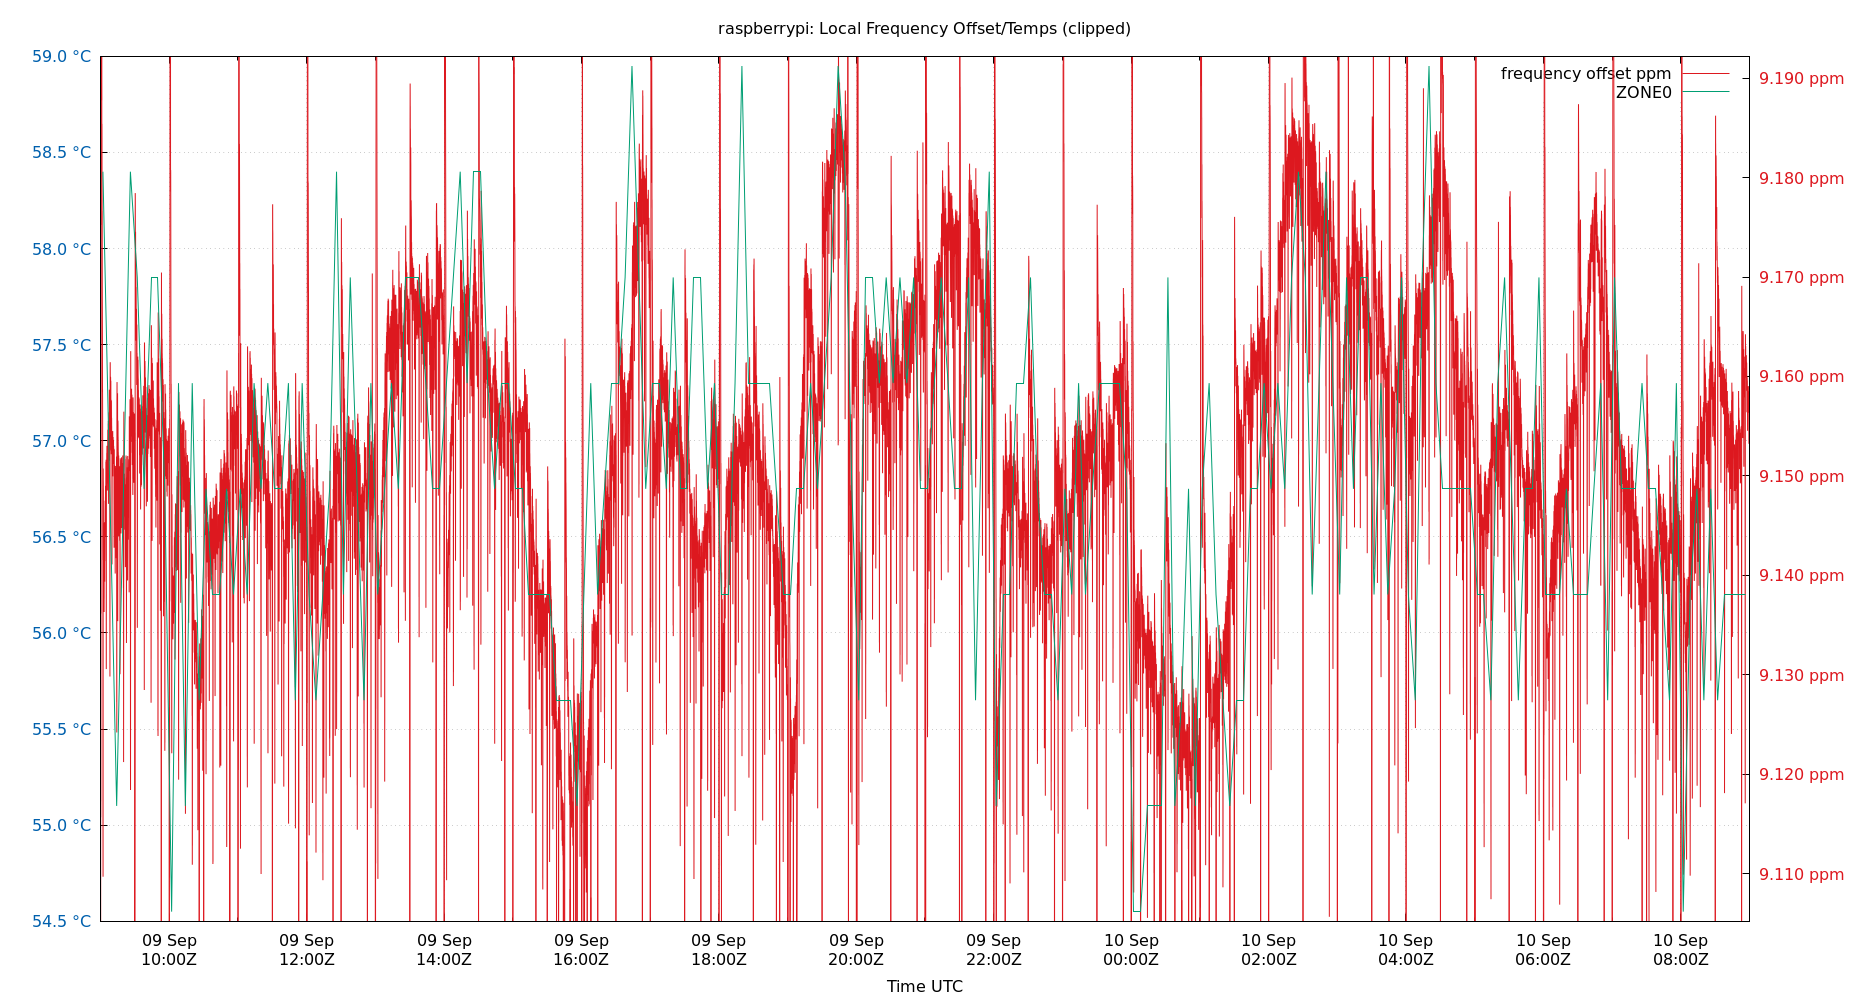 raspberrypi: Local Frequency Offset/Temps (clipped)
59.0 °C
58.5 °C
58.0 °C
57.5 °C
57.0 °C
56.5 °C
56.0 °C
55.5 °C
55.0 °C
54.5 °C
frequency offset ppm
ZONE0
9.190 ppm
9.180 ppm
9.170 ppm
9.160 ppm
9.150 ppm
9.140 ppm
9.130 ppm
9.120 ppm
9.110 ppm
09 Sep 09 Sep 09 Sep 09 Sep 09 Sep 09 Sep 09 Sep 10 Sep 10 Sep 10 Sep 10 Sep 10 Sep
10:00Z 12:00Z 14:00Z 16:00Z 18:00Z 20:00Z 22:00Z 00:00Z 02:00Z 04:00Z 06:00Z 08:00Z
Time UTC